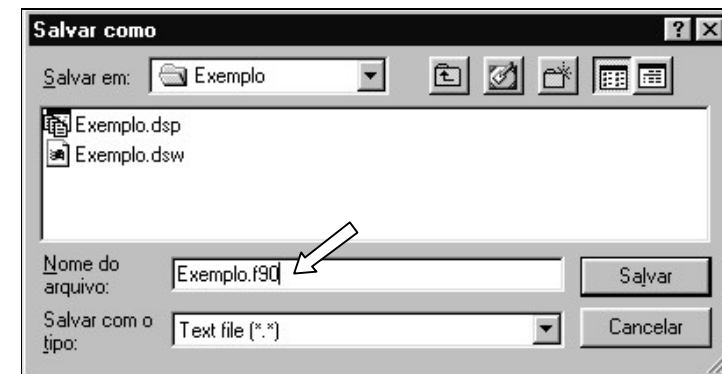 Salvar como
Salvar em: Exemplo
Exemplo.dsp
Exemplo.dsw
Nome do
arquivo: Exemplo.f90 Salvar
Salvar com o
tipo: Text file (*.*) Cancelar